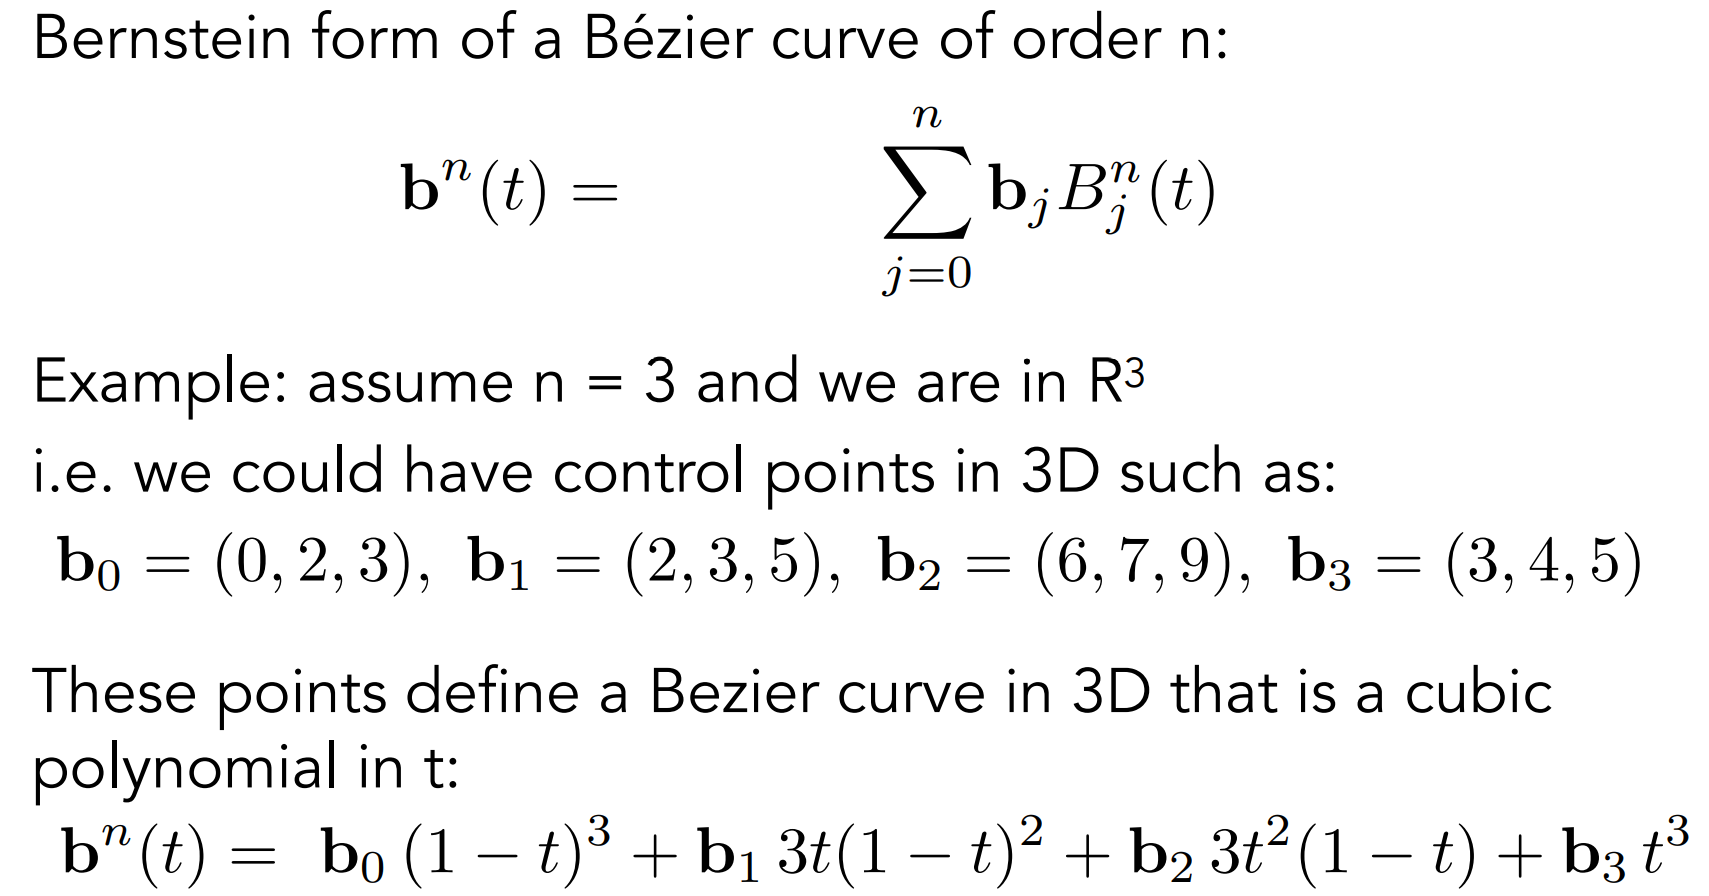 Bernstein form of a Bézier curve of order n:
𝐛ⁿ(t) = \sum_{j=0}^{n} 𝐛_j B_j^n(t)
Example: assume n = 3 and we are in R³
i.e. we could have control points in 3D such as:
𝐛₀ = (0, 2, 3), 𝐛₁ = (2, 3, 5), 𝐛₂ = (6, 7, 9), 𝐛₃ = (3, 4, 5)
These points define a Bezier curve in 3D that is a cubic
polynomial in t:
𝐛ⁿ(t) = 𝐛₀ (1 − t)³ + 𝐛₁ 3t(1 − t)² + 𝐛₂ 3t²(1 − t) + 𝐛₃ t³